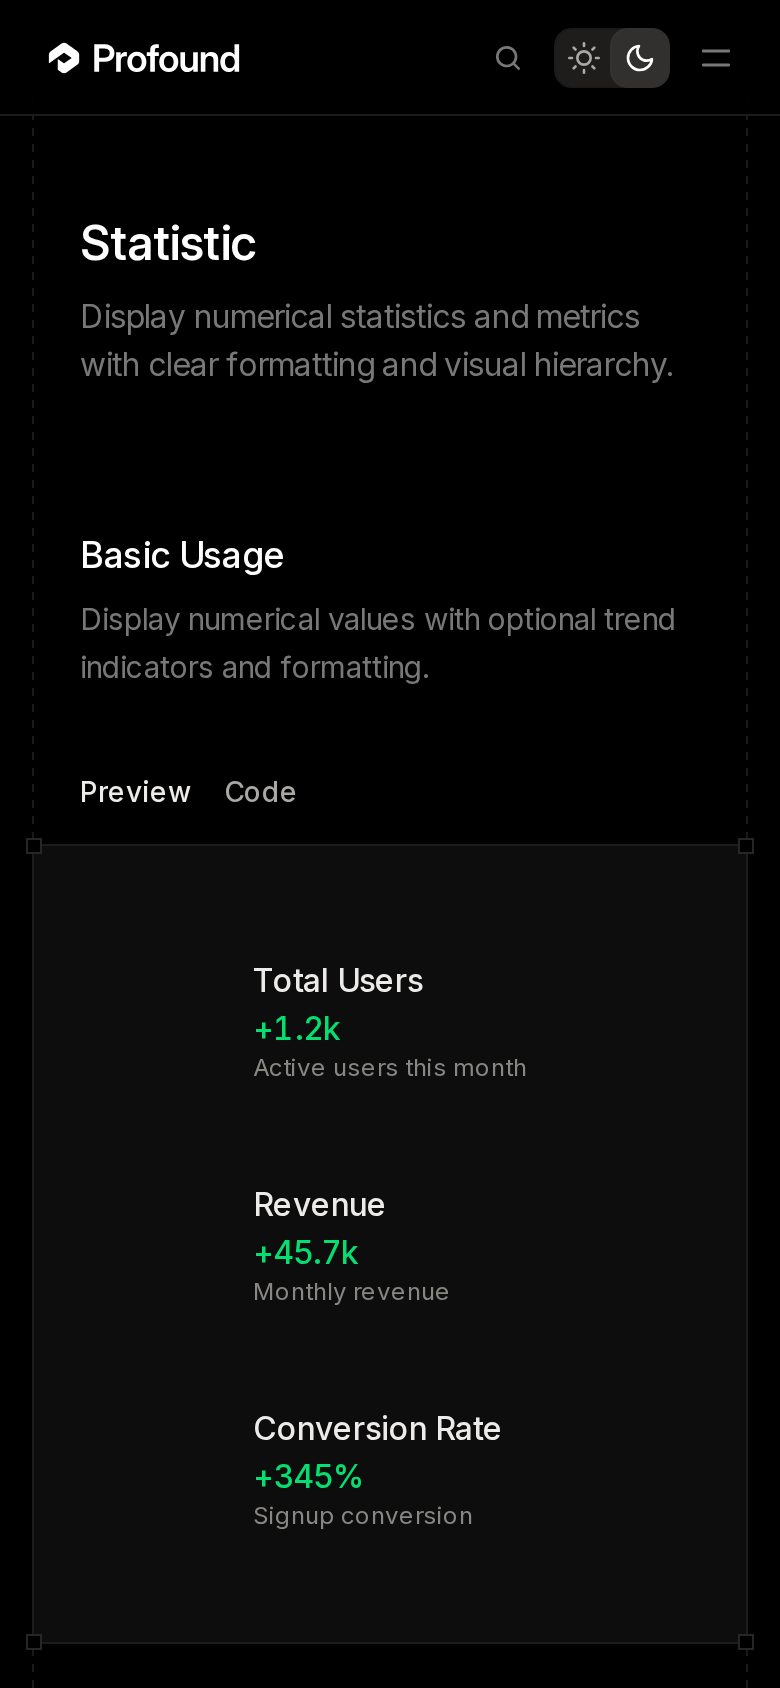 Profound
Statistic
Display numerical statistics and metrics
with clear formatting and visual hierarchy.
Basic Usage
Display numerical values with optional trend
indicators and formatting.
Preview Code
Total Users
+1.2k
Active users this month
Revenue
+45.7k
Monthly revenue
Conversion Rate
+345%
Signup conversion